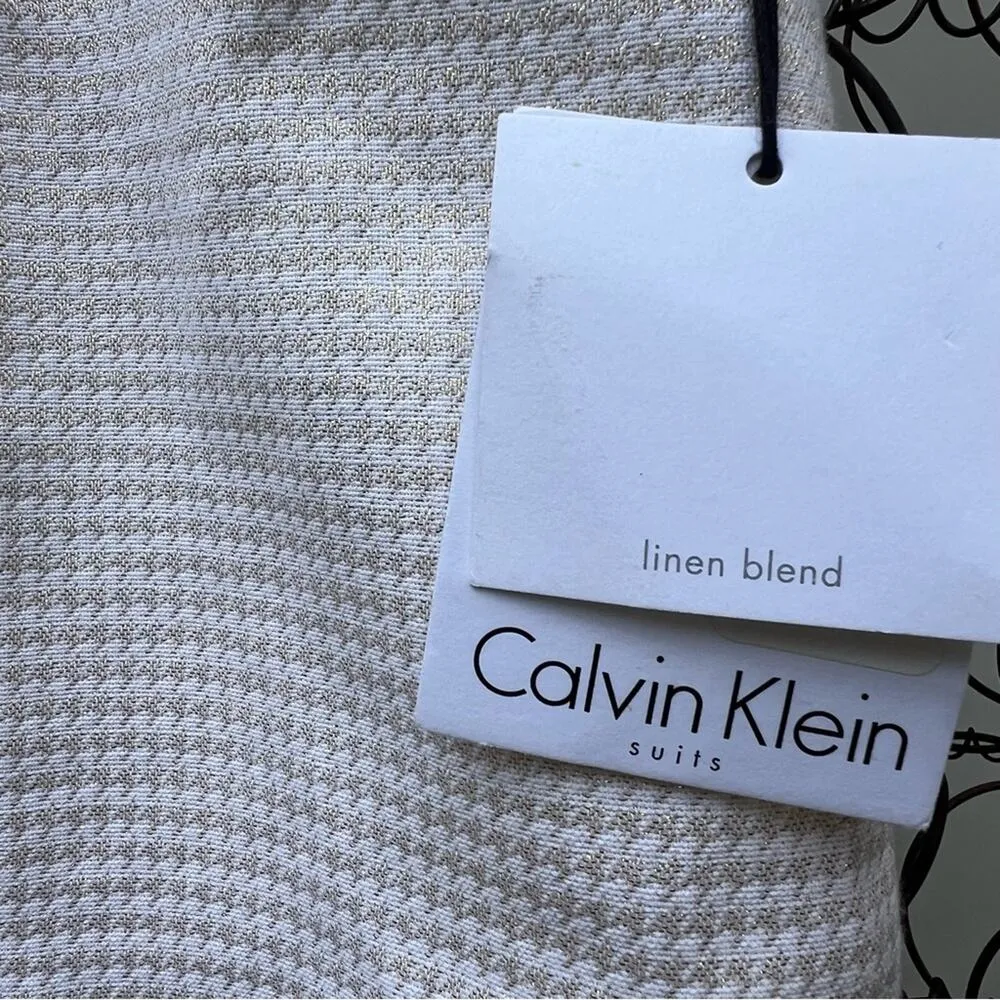 linen blend
Calvin Klein
suits